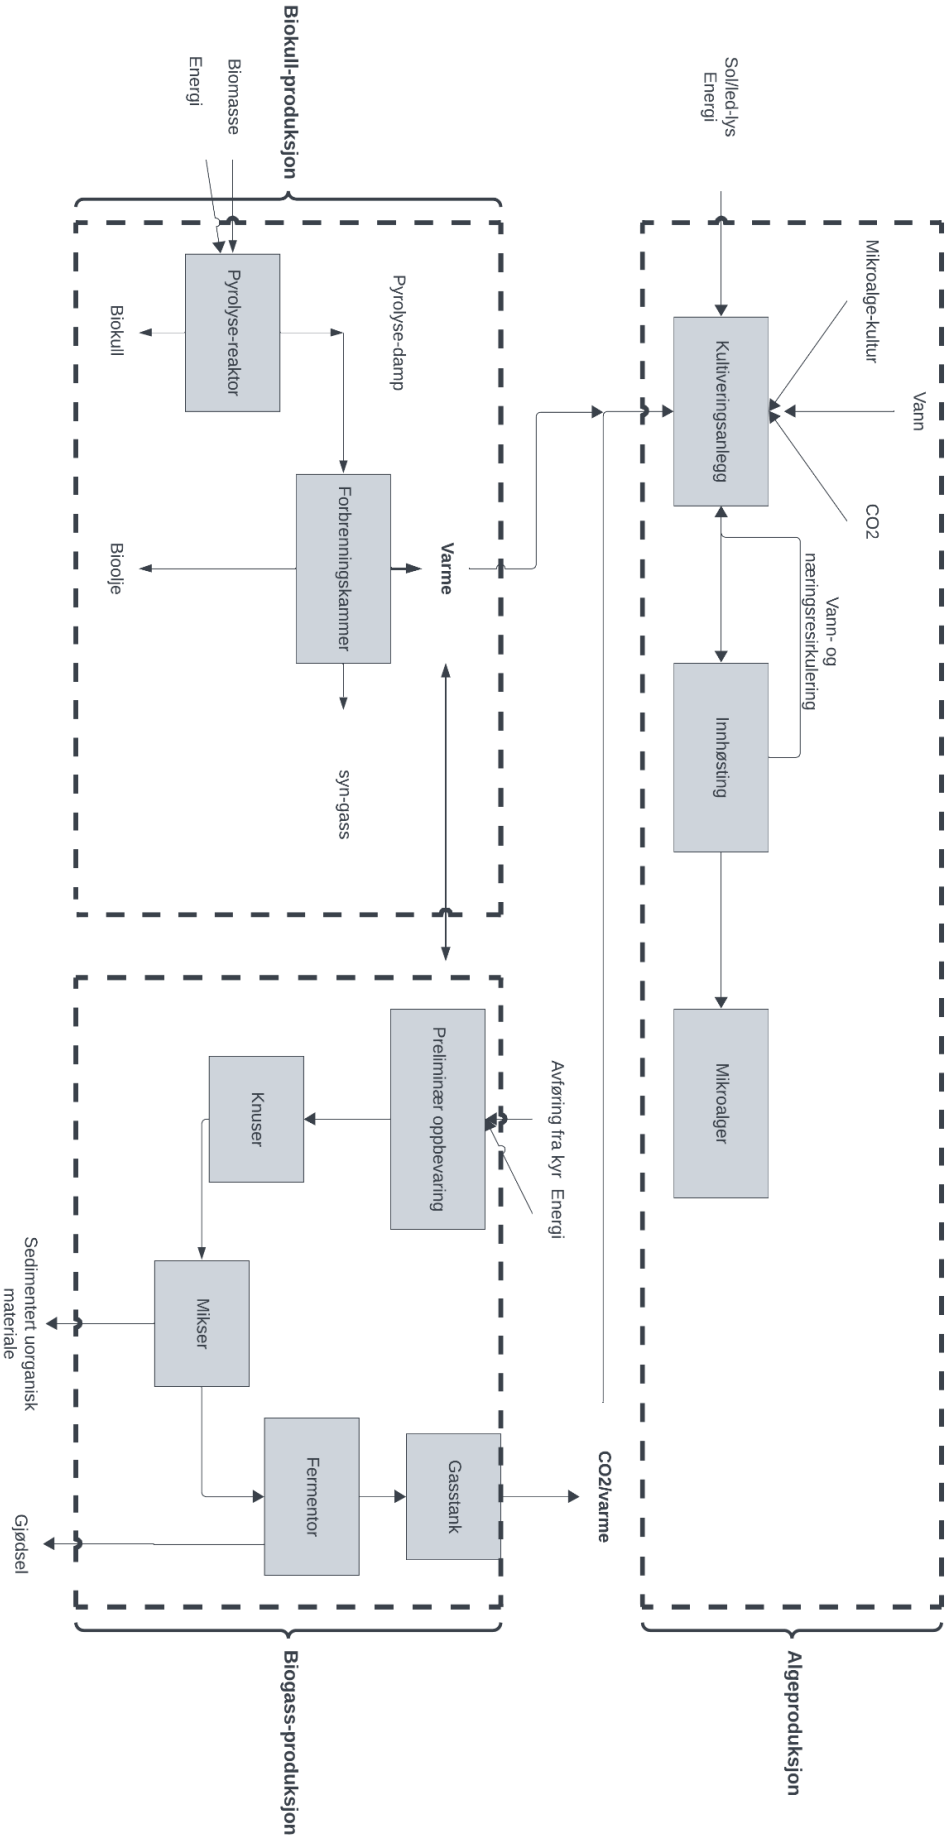 Vann
Mikroalge-kultur
CO2
Vann- og
næringsresirkulering
Sol/led-lys
Energi
Kultiveringsanlegg
Innhøsting
Mikroalger
Algeproduksjon
CO2/varme
Avføring fra kyr Energi
Varme
Pyrolyse-damp
Preliminær oppbevaring
Gasstank
Forbrenningskammer
syn-gass
Fermentor
Biokull-produksjon
Biogass-produksjon
Biomasse
Energi
Pyrolyse-reaktor
Knuser
Mikser
Biokull
Bioolje
Sedimentert uorganisk
materiale
Gjødsel